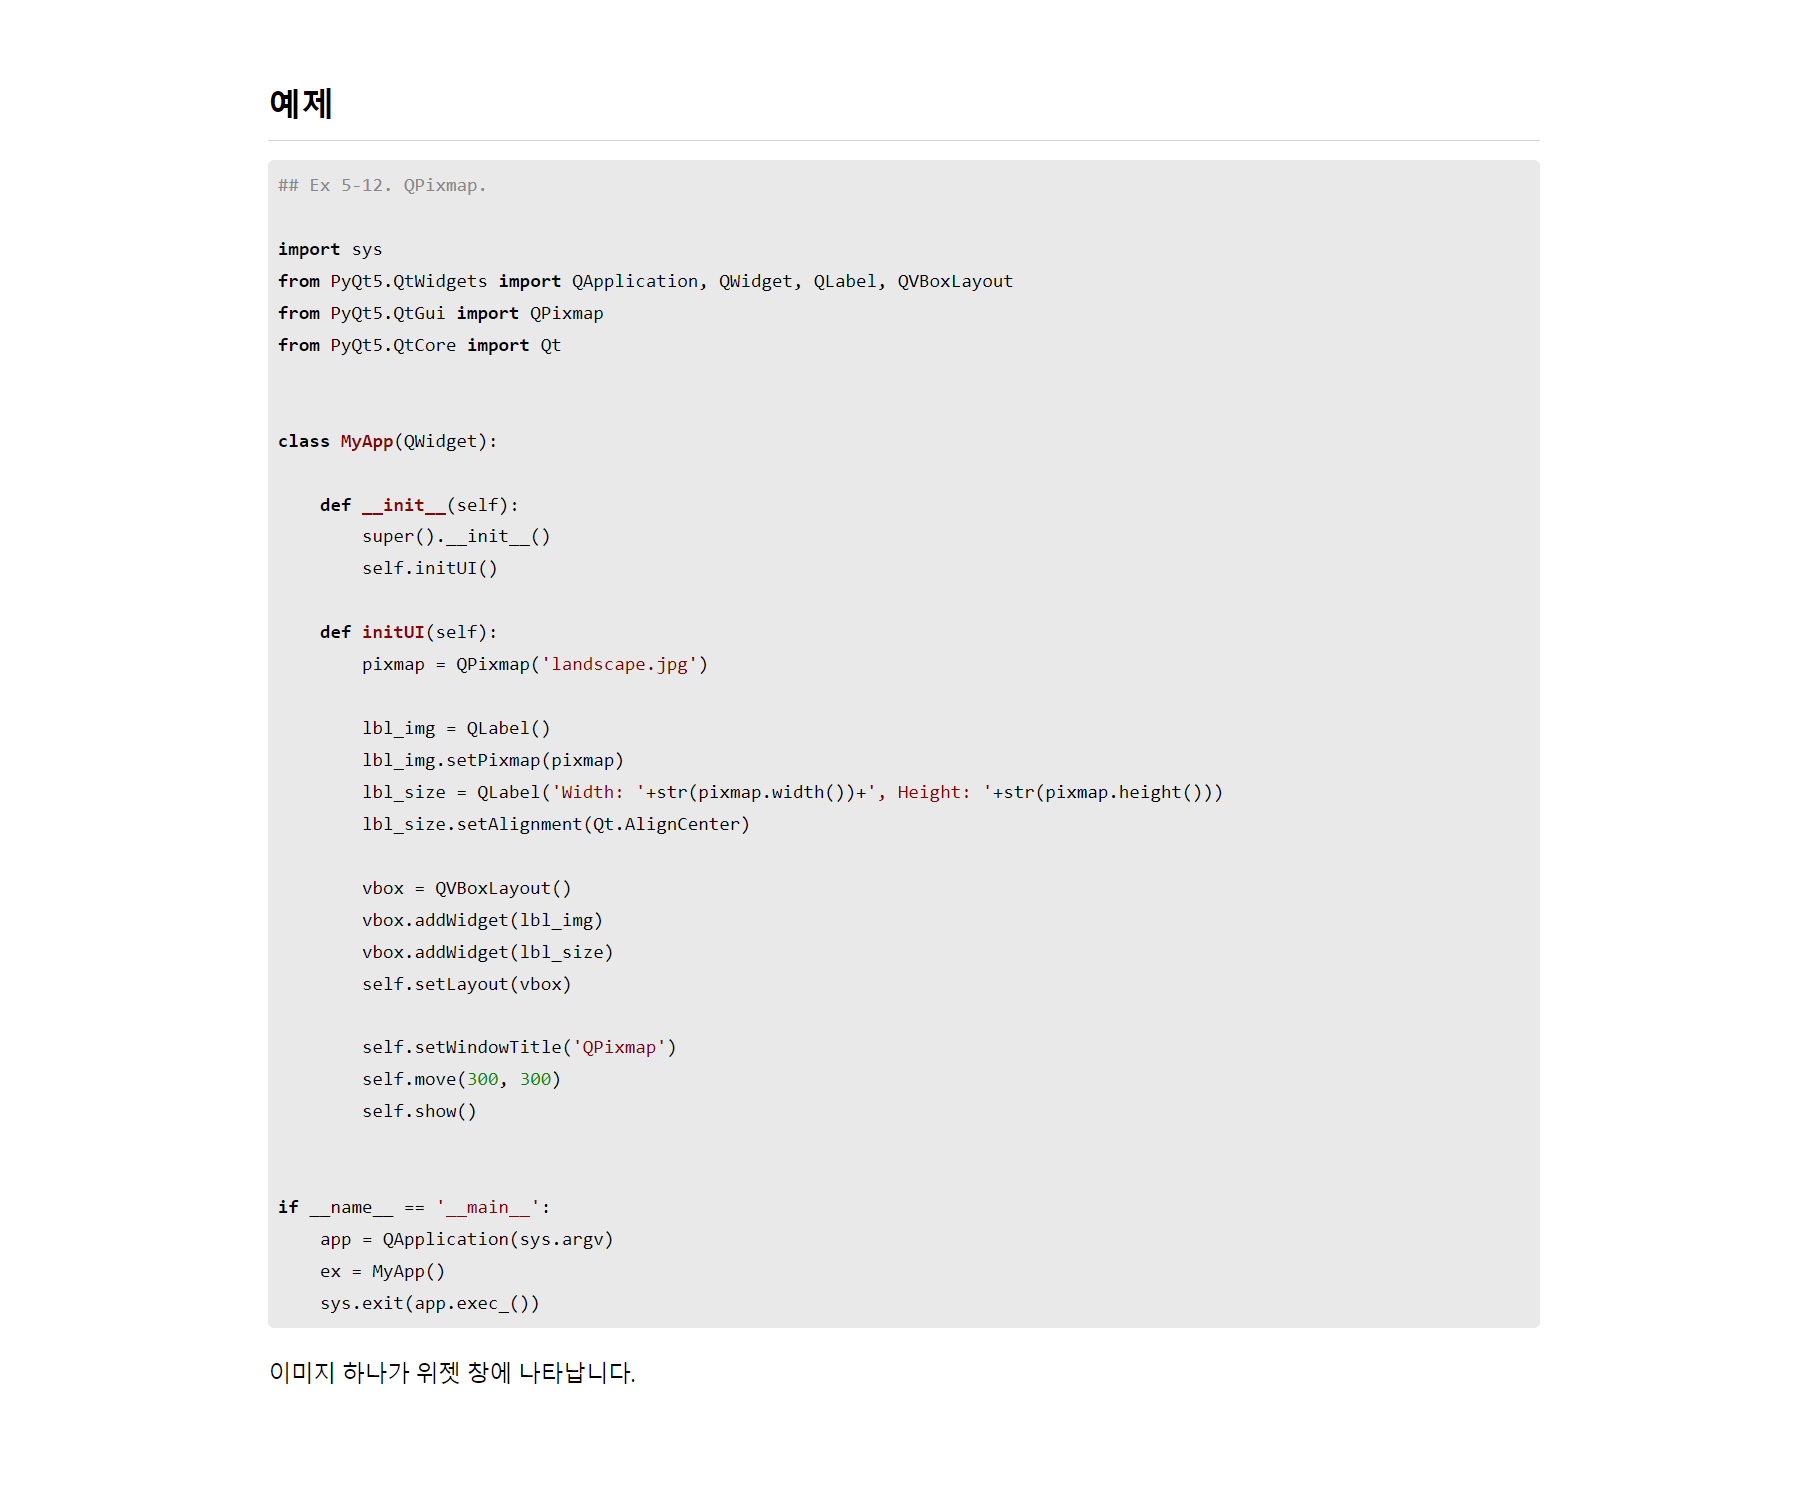 예제
## Ex 5-12. QPixmap.
import sys
from PyQt5.QtWidgets import QApplication, QWidget, QLabel, QVBoxLayout
from PyQt5.QtGui import QPixmap
from PyQt5.QtCore import Qt
class MyApp(QWidget):
    def __init__(self):
        super().__init__()
        self.initUI()
    def initUI(self):
        pixmap = QPixmap('landscape.jpg')
        lbl_img = QLabel()
        lbl_img.setPixmap(pixmap)
        lbl_size = QLabel('Width: '+str(pixmap.width())+', Height: '+str(pixmap.height()))
        lbl_size.setAlignment(Qt.AlignCenter)
        vbox = QVBoxLayout()
        vbox.addWidget(lbl_img)
        vbox.addWidget(lbl_size)
        self.setLayout(vbox)
        self.setWindowTitle('QPixmap')
        self.move(300, 300)
        self.show()
if __name__ == '__main__':
    app = QApplication(sys.argv)
    ex = MyApp()
    sys.exit(app.exec_())
이미지 하나가 위젯 창에 나타납니다.